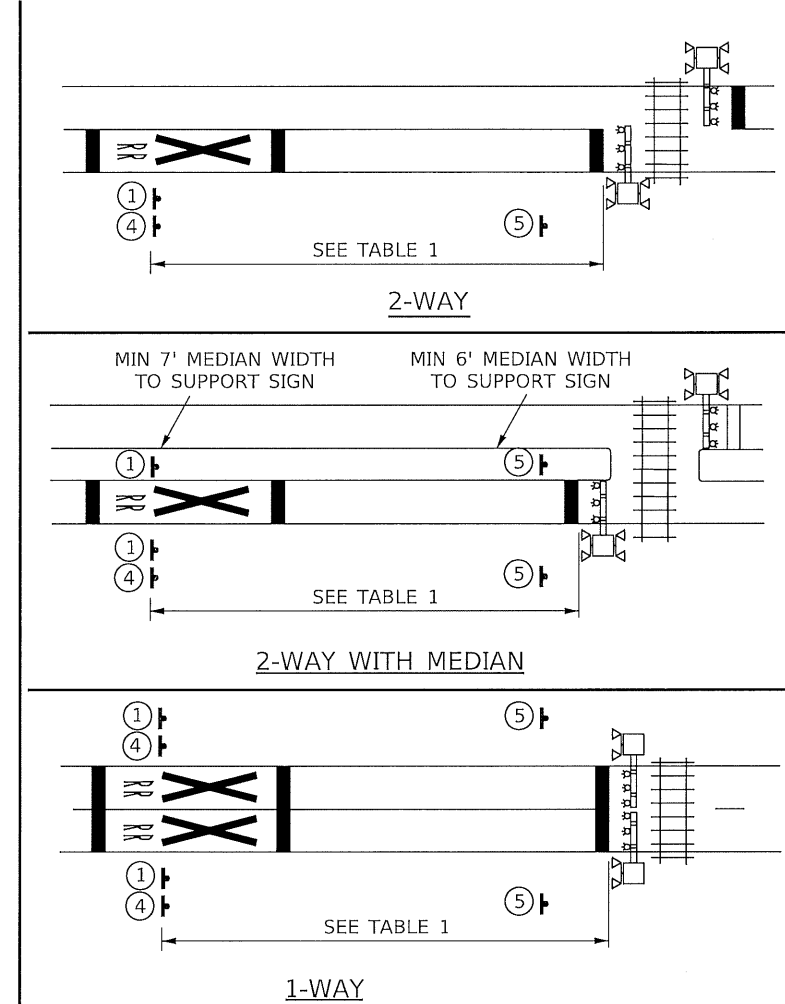 RR
1
4
5
SEE TABLE 1
2-WAY
MIN 7' MEDIAN WIDTH
TO SUPPORT SIGN
MIN 6' MEDIAN WIDTH
TO SUPPORT SIGN
1
5
RR
1
4
5
SEE TABLE 1
2-WAY WITH MEDIAN
1
4
5
RR
RR
1
4
5
SEE TABLE 1
1-WAY